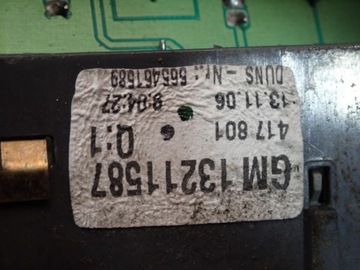 GM 13211587
Q:1
417 801
13.11.06 9:04:27
DUNS - Nr.: 565461589